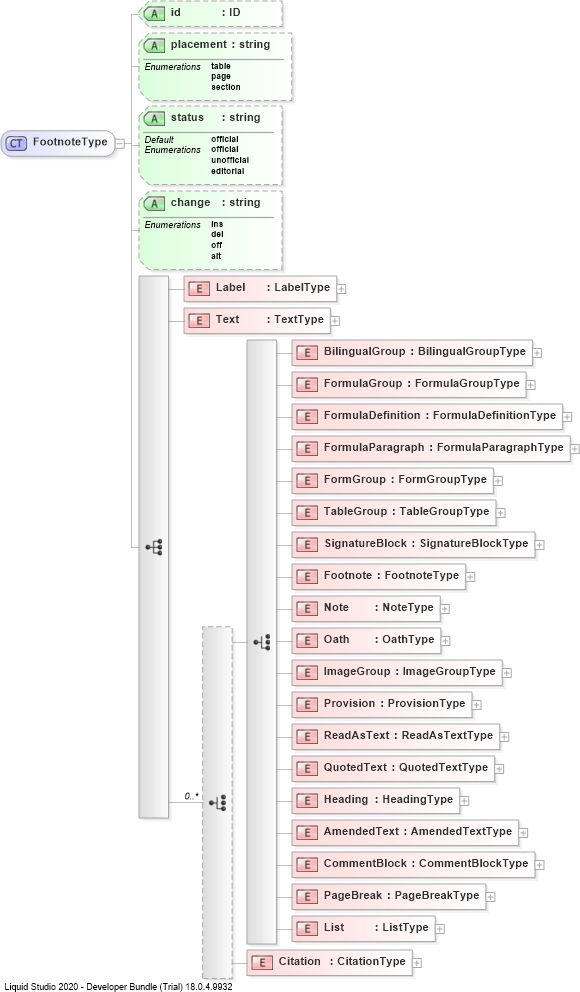 A id : ID
A placement : string
Enumerations table
page
section
A status : string
Default official
Enumerations official
unofficial
editorial
CT FootnoteType
A change : string
Enumerations ins
del
off
alt
E Label : LabelType
E Text : TextType
E BilingualGroup : BilingualGroupType
E FormulaGroup : FormulaGroupType
E FormulaDefinition : FormulaDefinitionType
E FormulaParagraph : FormulaParagraphType
E FormGroup : FormGroupType
E TableGroup : TableGroupType
E SignatureBlock : SignatureBlockType
E Footnote : FootnoteType
E Note : NoteType
E Oath : OathType
E ImageGroup : ImageGroupType
E Provision : ProvisionType
E ReadAsText : ReadAsTextType
E QuotedText : QuotedTextType
0..*
E Heading : HeadingType
E AmendedText : AmendedTextType
E CommentBlock : CommentBlockType
E PageBreak : PageBreakType
E List : ListType
E Citation : CitationType
Liquid Studio 2020 - Developer Bundle (Trial) 18.0.4.9932